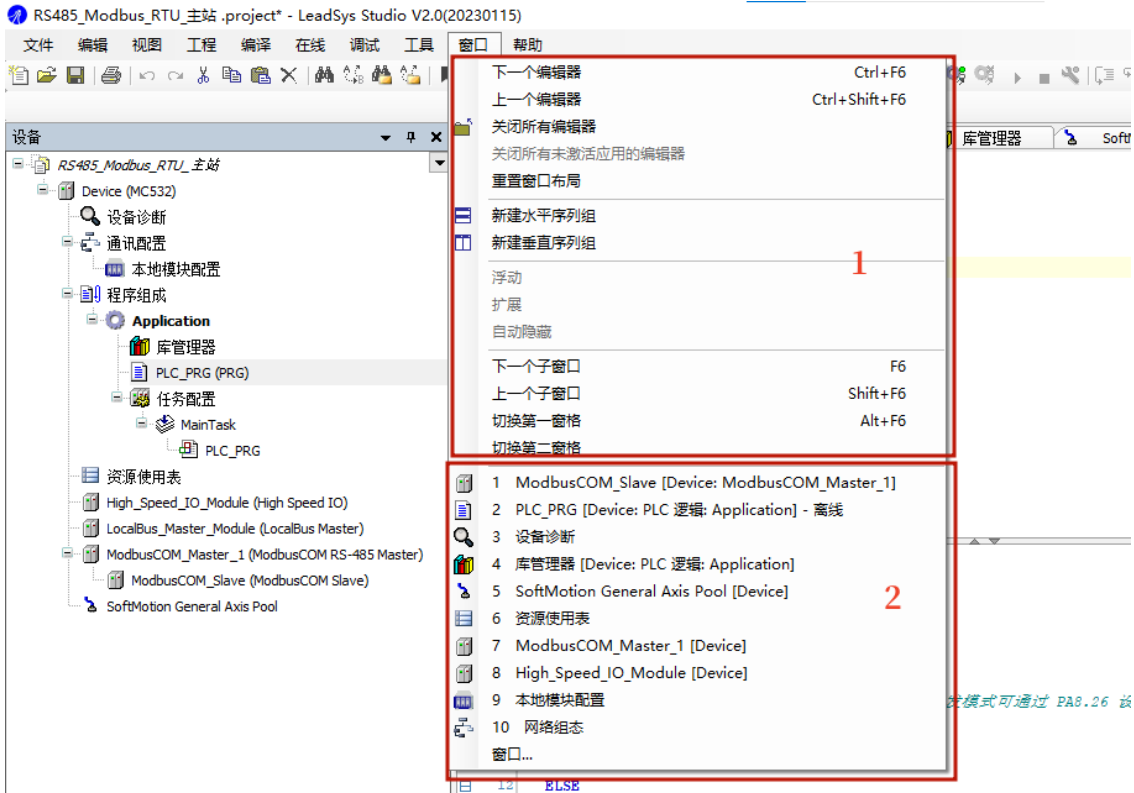 RS485_Modbus_RTU_主站 .project* - LeadSys Studio V2.0(20230115)
文件 编辑 视图 工程 编译 在线 调试 工具 窗口 帮助
设备
RS485_Modbus_RTU_主站
Device (MC532)
设备诊断
通讯配置
本地模块配置
程序组成
Application
库管理器
PLC_PRG (PRG)
任务配置
MainTask
PLC_PRG
资源使用表
High_Speed_IO_Module (High Speed IO)
LocalBus_Master_Module (LocalBus Master)
ModbusCOM_Master_1 (ModbusCOM RS-485 Master)
ModbusCOM_Slave (ModbusCOM Slave)
SoftMotion General Axis Pool
下一个编辑器 Ctrl+F6
上一个编辑器 Ctrl+Shift+F6
关闭所有编辑器
关闭所有未激活应用的编辑器
重置窗口布局
新建水平序列组
新建垂直序列组
1
浮动
扩展
自动隐藏
下一个子窗口 F6
上一个子窗口 Shift+F6
切换第一窗格 Alt+F6
切换第二窗格
1 ModbusCOM_Slave [Device: ModbusCOM_Master_1]
2 PLC_PRG [Device: PLC 逻辑: Application] - 离线
3 设备诊断
4 库管理器 [Device: PLC 逻辑: Application]
5 SoftMotion General Axis Pool [Device]
2
6 资源使用表
7 ModbusCOM_Master_1 [Device]
8 High_Speed_IO_Module [Device]
9 本地模块配置
10 网络组态
窗口...
库管理器
模式可通过 PA8.26
12 ELSE